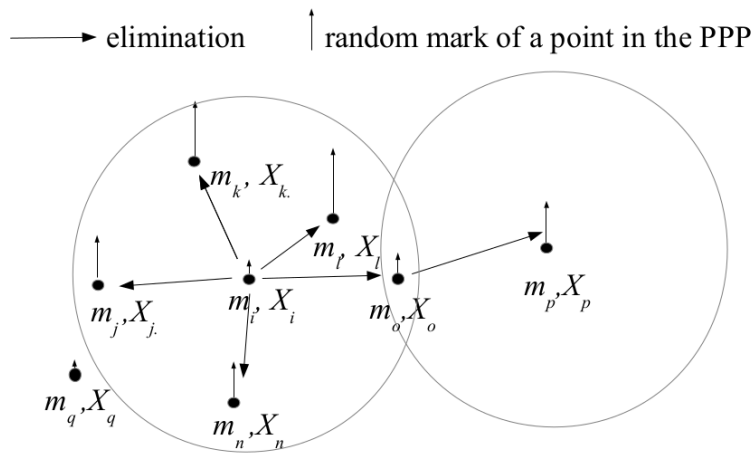 elimination
random mark of a point in the PPP
m_k, X_k.
m_l, X_l
m_i, X_i
m_j,X_j.
m_o,X_o
m_p,X_p
m_q,X_q
m_n,X_n